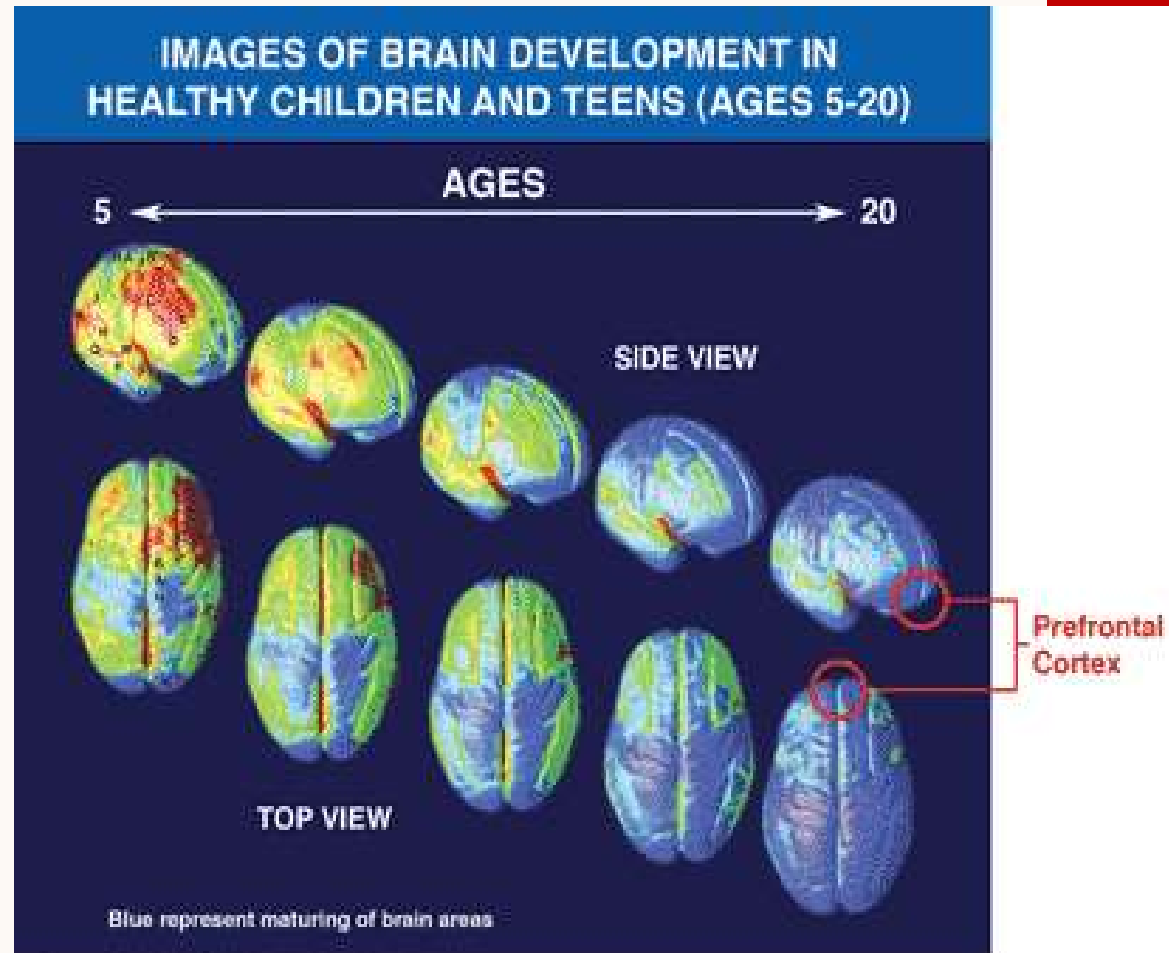 IMAGES OF BRAIN DEVELOPMENT IN
HEALTHY CHILDREN AND TEENS (AGES 5-20)
AGES
5
20
SIDE VIEW
Prefrontal
Cortex
TOP VIEW
Blue represent maturing of brain areas